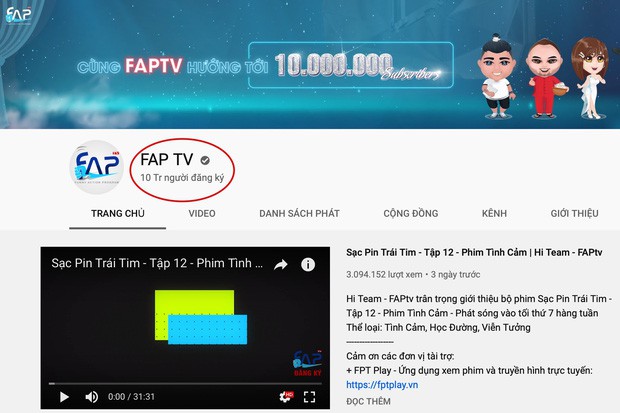 FAP
CÙNG FAPTV HƯỚNG TỚI 10.000.000 Subscribers
FAP
FAP TV
10 Tr người đăng ký
TRANG CHỦ VIDEO DANH SÁCH PHÁT CỘNG ĐỒNG KÊNH GIỚI THIỆU
Sạc Pin Trái Tim - Tập 12 - Phim Tình ...
FAP
ĐĂNG KÝ
0:00 / 31:31
HD
Sạc Pin Trái Tim - Tập 12 - Phim Tình Cảm | Hi Team - FAPtv
3.094.152 lượt xem • 3 ngày trước
Hi Team - FAPtv trân trọng giới thiệu bộ phim Sạc Pin Trái Tim -
Tập 12 - Phim Tình Cảm - Phát sóng vào tối thứ 7 hàng tuần
Thể loại: Tình Cảm, Học Đường, Viễn Tưởng
----------------------
Cảm ơn các đơn vị tài trợ:
+ FPT Play - Ứng dụng xem phim và truyền hình trực tuyến:
https://fptplay.vn
ĐỌC THÊM